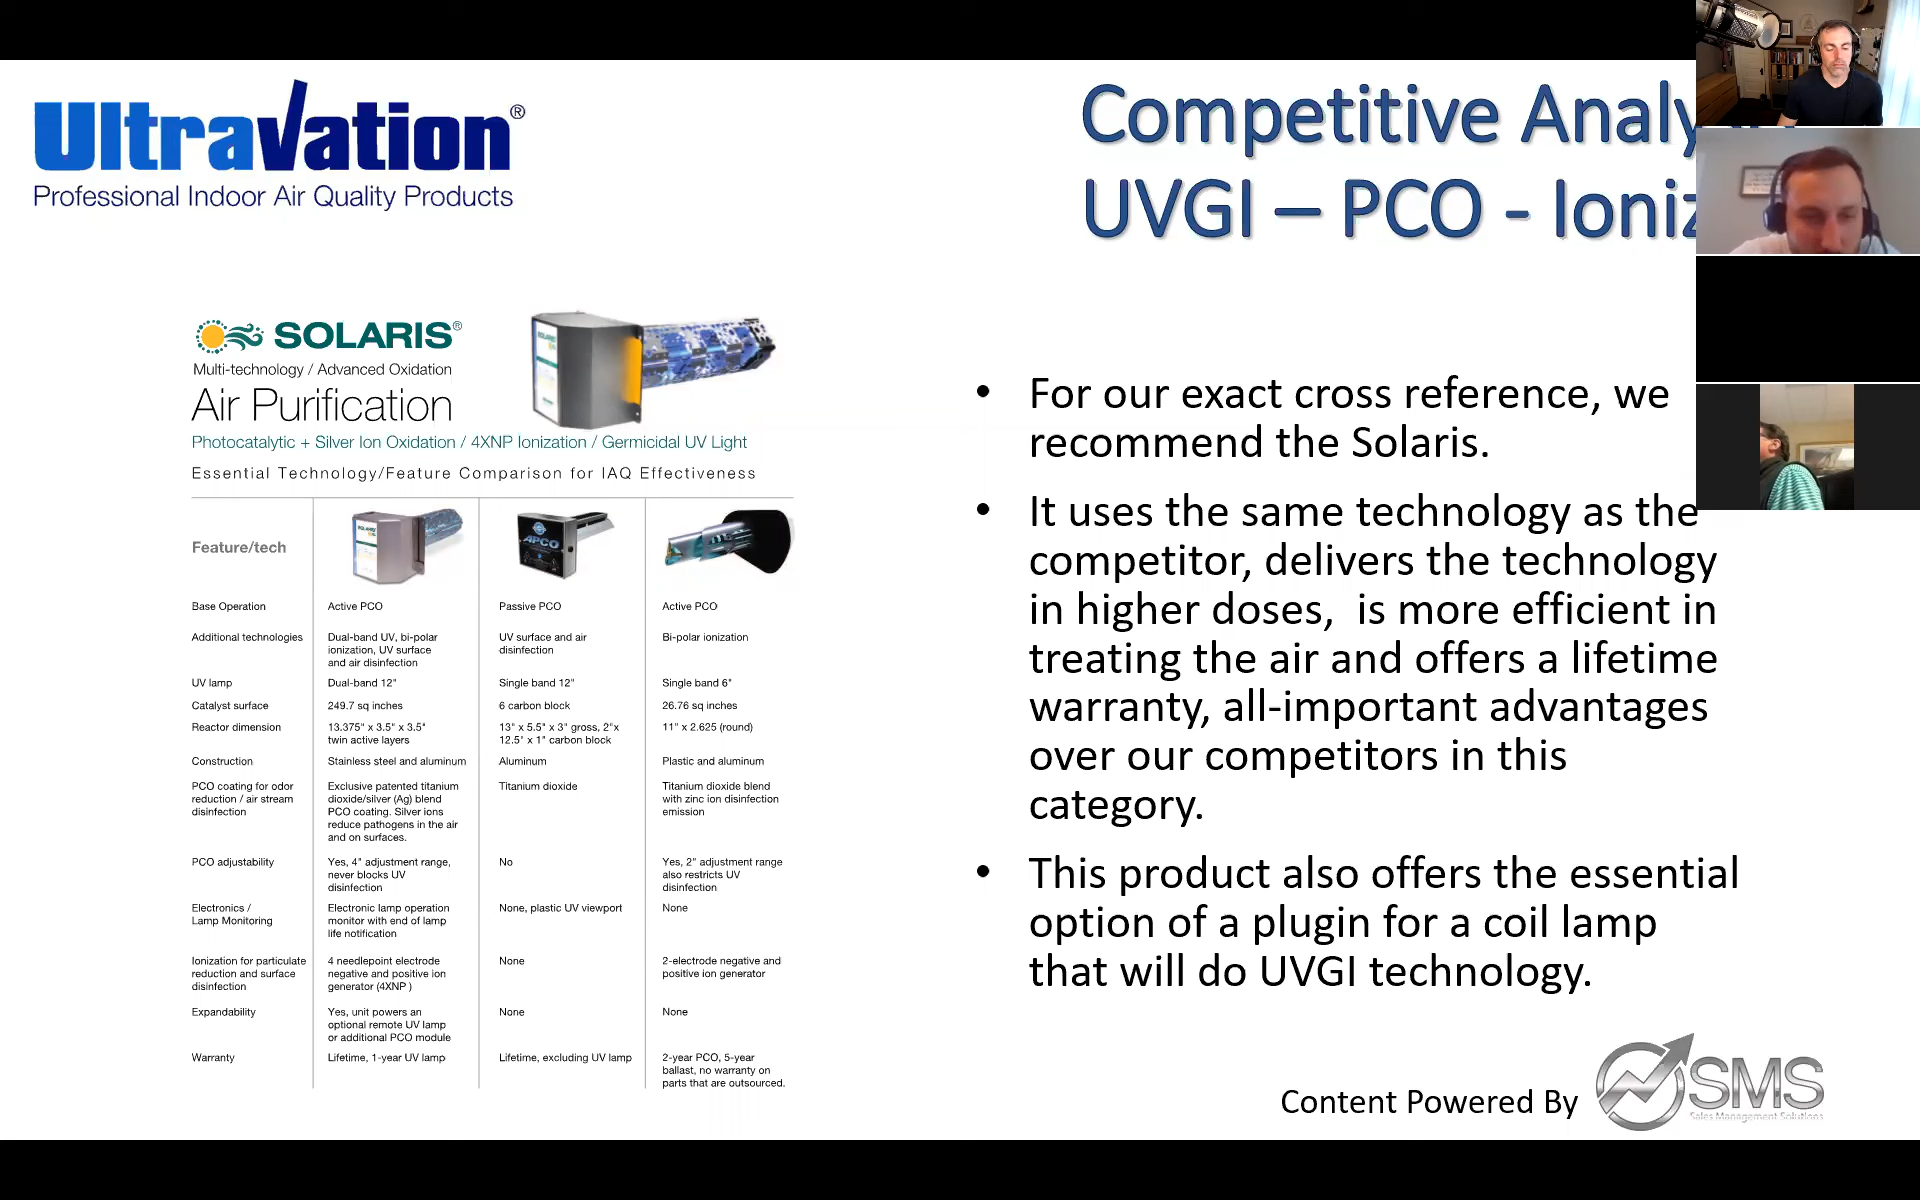 Ultravation®
Professional Indoor Air Quality Products
Competitive Analy
UVGI – PCO - Ioniz
SOLARIS®
Multi-technology / Advanced Oxidation
Air Purification
Photocatalytic + Silver Ion Oxidation / 4XNP Ionization / Germicidal UV Light
Essential Technology/Feature Comparison for IAQ Effectiveness
Feature/tech
SOLARIS
APCO
Base Operation
Active PCO
Passive PCO
Active PCO
Additional technologies
Dual-band UV, bi-polar
ionization, UV surface
and air disinfection
UV surface and air
disinfection
Bi-polar ionization
UV lamp
Dual-band 12"
Single band 12"
Single band 6"
Catalyst surface
249.7 sq inches
6 carbon block
26.76 sq inches
Reactor dimension
13.375" x 3.5" x 3.5"
twin active layers
13" x 5.5" x 3" gross, 2"x
12.5" x 1" carbon block
11" x 2.625 (round)
Construction
Stainless steel and aluminum
Aluminum
Plastic and aluminum
PCO coating for odor
reduction / air stream
disinfection
Exclusive patented titanium
dioxide/silver (Ag) blend
PCO coating. Silver ions
reduce pathogens in the air
and on surfaces.
Titanium dioxide
Titanium dioxide blend
with zinc ion disinfection
emission
PCO adjustability
Yes, 4" adjustment range,
never blocks UV
disinfection
No
Yes, 2" adjustment range
also restricts UV
disinfection
Electronics /
Lamp Monitoring
Electronic lamp operation
monitor with end of lamp
life notification
None, plastic UV viewport
None
Ionization for particulate
reduction and surface
disinfection
4 needlepoint electrode
negative and positive ion
generator (4XNP )
None
2-electrode negative and
positive ion generator
Expandability
Yes, unit powers an
optional remote UV lamp
or additional PCO module
None
None
Warranty
Lifetime, 1-year UV lamp
Lifetime, excluding UV lamp
2-year PCO, 5-year
ballast, no warranty on
parts that are outsourced.
• For our exact cross reference, we
recommend the Solaris.
• It uses the same technology as the
competitor, delivers the technology
in higher doses, is more efficient in
treating the air and offers a lifetime
warranty, all-important advantages
over our competitors in this
category.
• This product also offers the essential
option of a plugin for a coil lamp
that will do UVGI technology.
Content Powered By
SMS
Sales Management Solutions